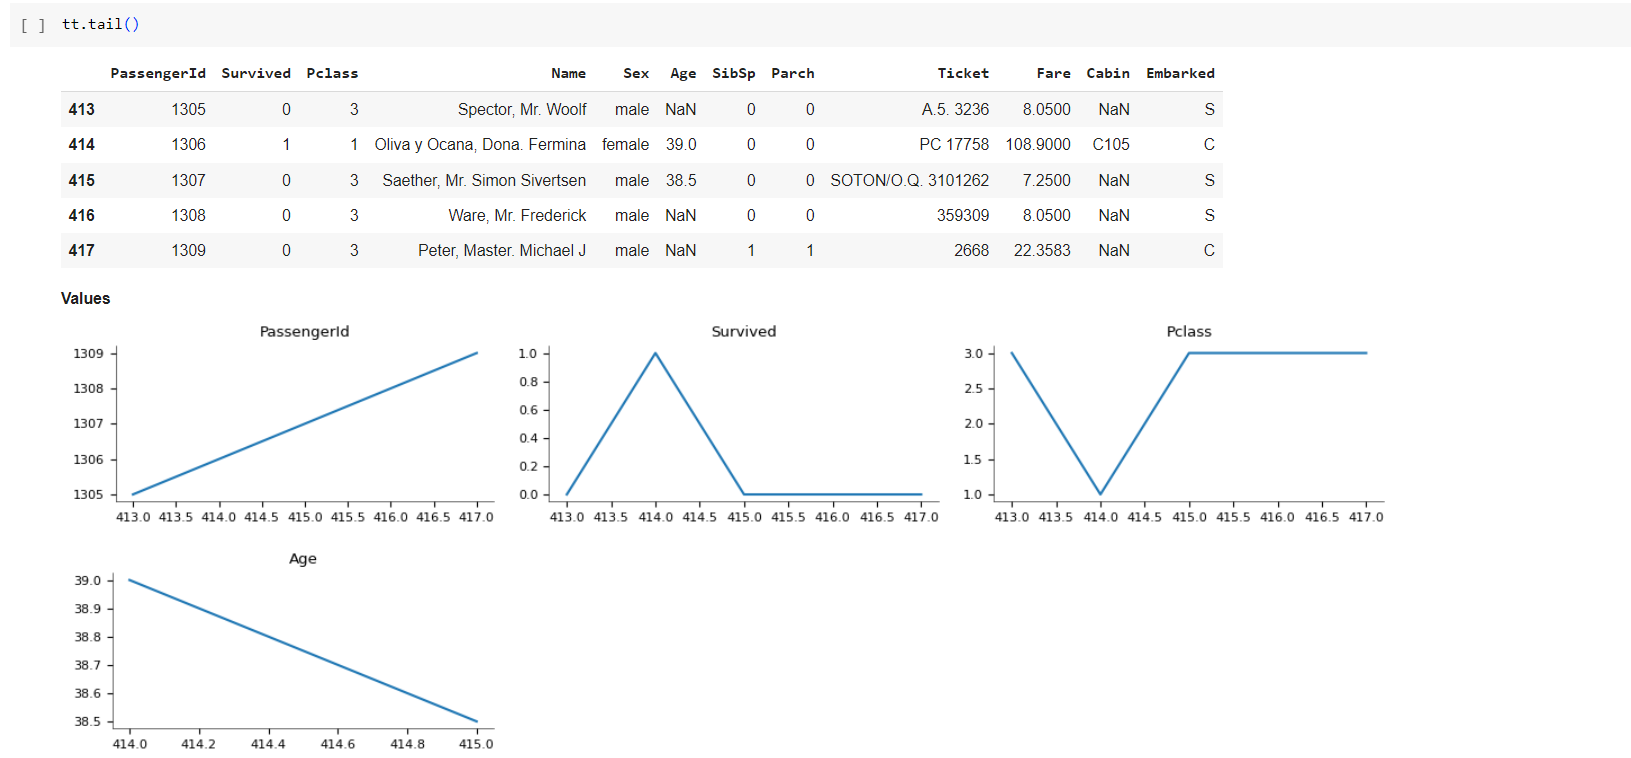 [ ] tt.tail()
PassengerId Survived Pclass Name Sex Age SibSp Parch Ticket Fare Cabin Embarked
413 1305 0 3 Spector, Mr. Woolf male NaN 0 0 A.5. 3236 8.0500 NaN S
414 1306 1 1 Oliva y Ocana, Dona. Fermina female 39.0 0 0 PC 17758 108.9000 C105 C
415 1307 0 3 Saether, Mr. Simon Sivertsen male 38.5 0 0 SOTON/O.Q. 3101262 7.2500 NaN S
416 1308 0 3 Ware, Mr. Frederick male NaN 0 0 359309 8.0500 NaN S
417 1309 0 3 Peter, Master. Michael J male NaN 1 1 2668 22.3583 NaN C
Values
PassengerId
1309
1308
1307
1306
1305
413.0 413.5 414.0 414.5 415.0 415.5 416.0 416.5 417.0
Survived
1.0
0.8
0.6
0.4
0.2
0.0
413.0 413.5 414.0 414.5 415.0 415.5 416.0 416.5 417.0
Pclass
3.0
2.5
2.0
1.5
1.0
413.0 413.5 414.0 414.5 415.0 415.5 416.0 416.5 417.0
Age
39.0
38.9
38.8
38.7
38.6
38.5
414.0 414.2 414.4 414.6 414.8 415.0